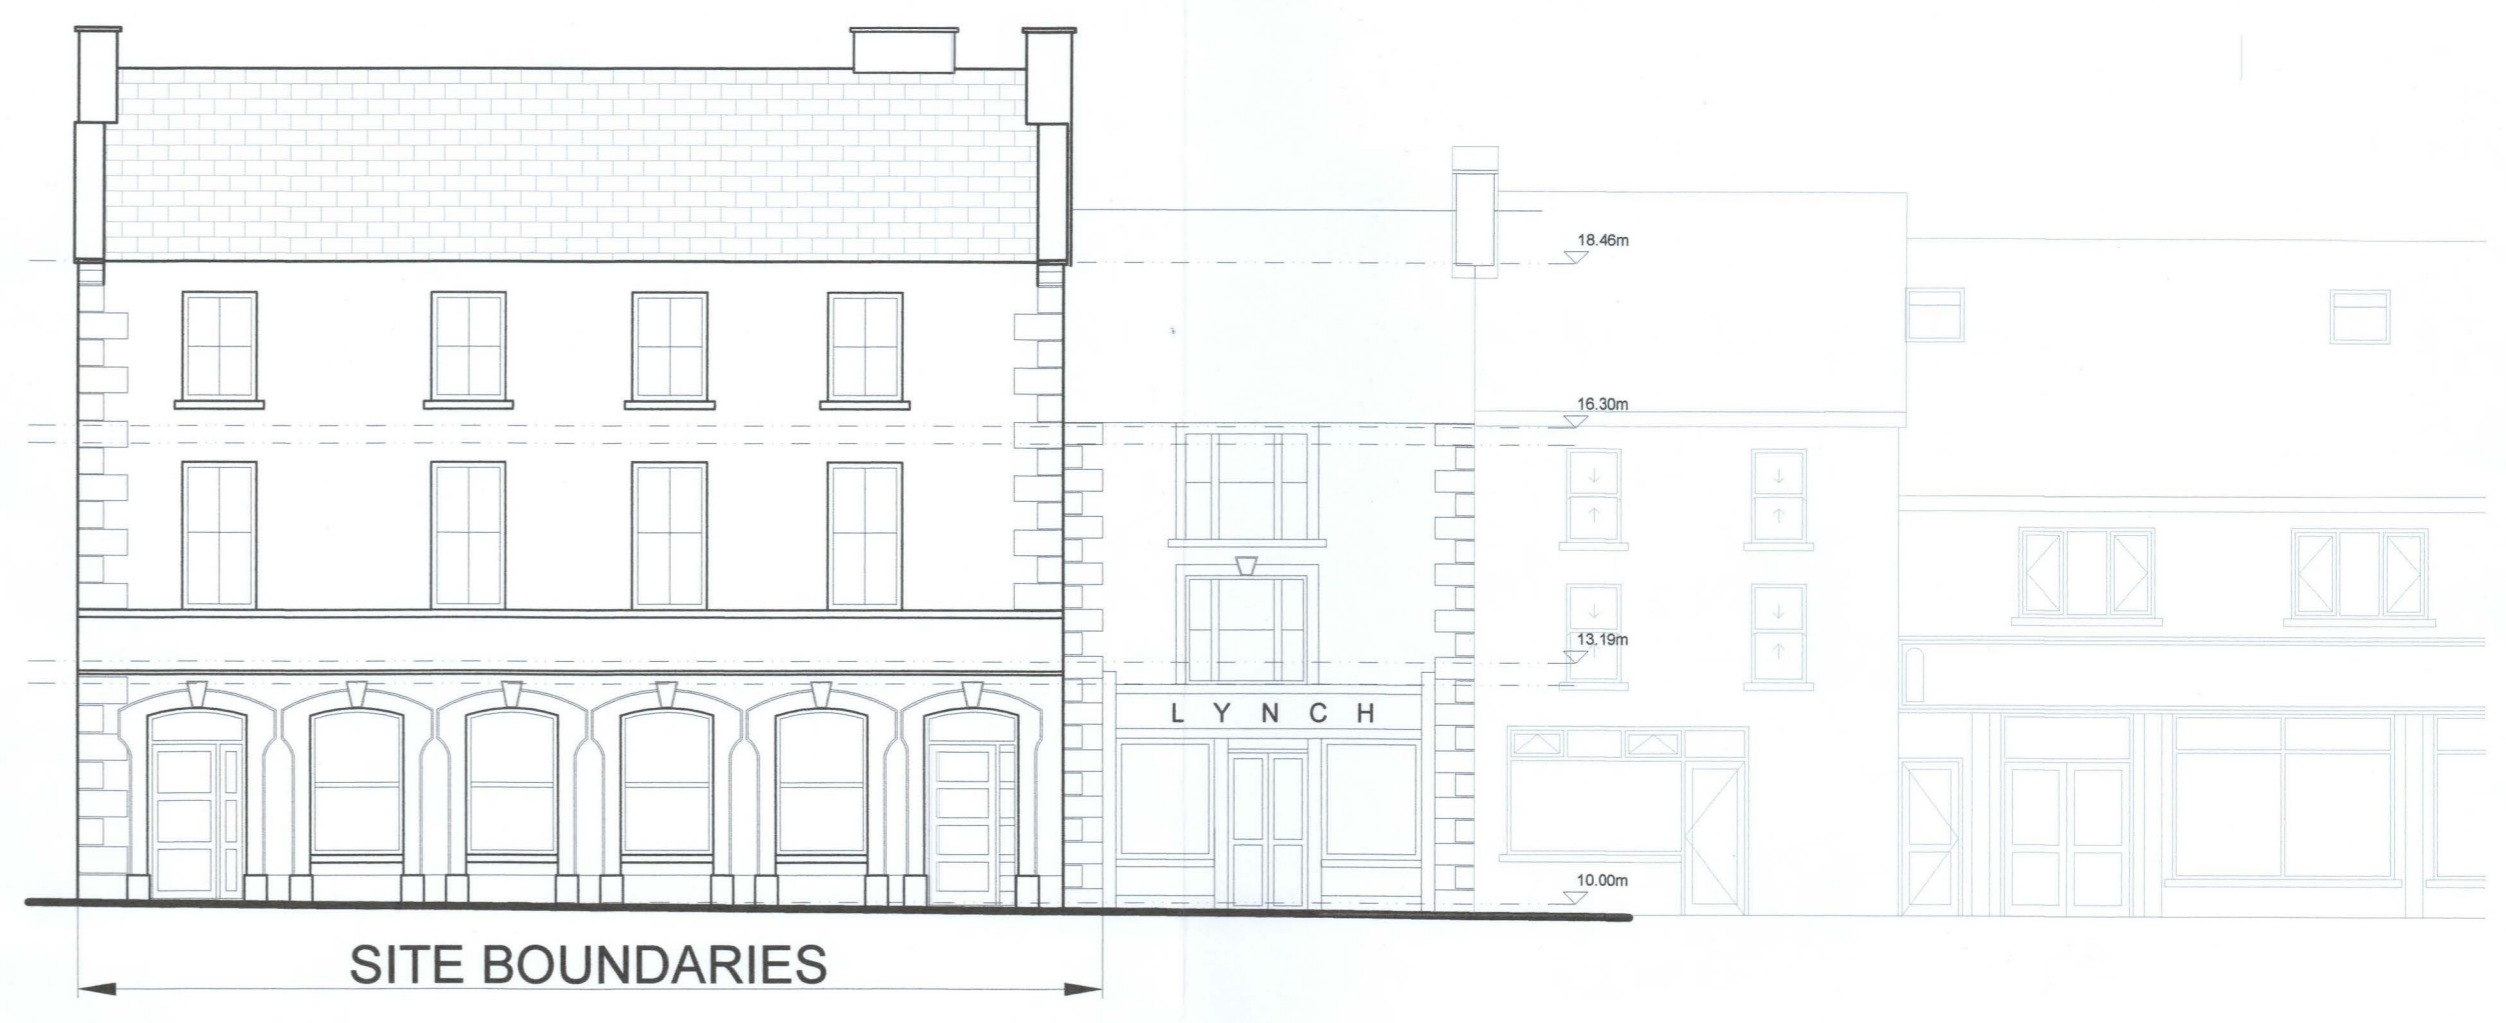 18.46m
16.30m
13.19m
LYNCH
10.00m
SITE BOUNDARIES